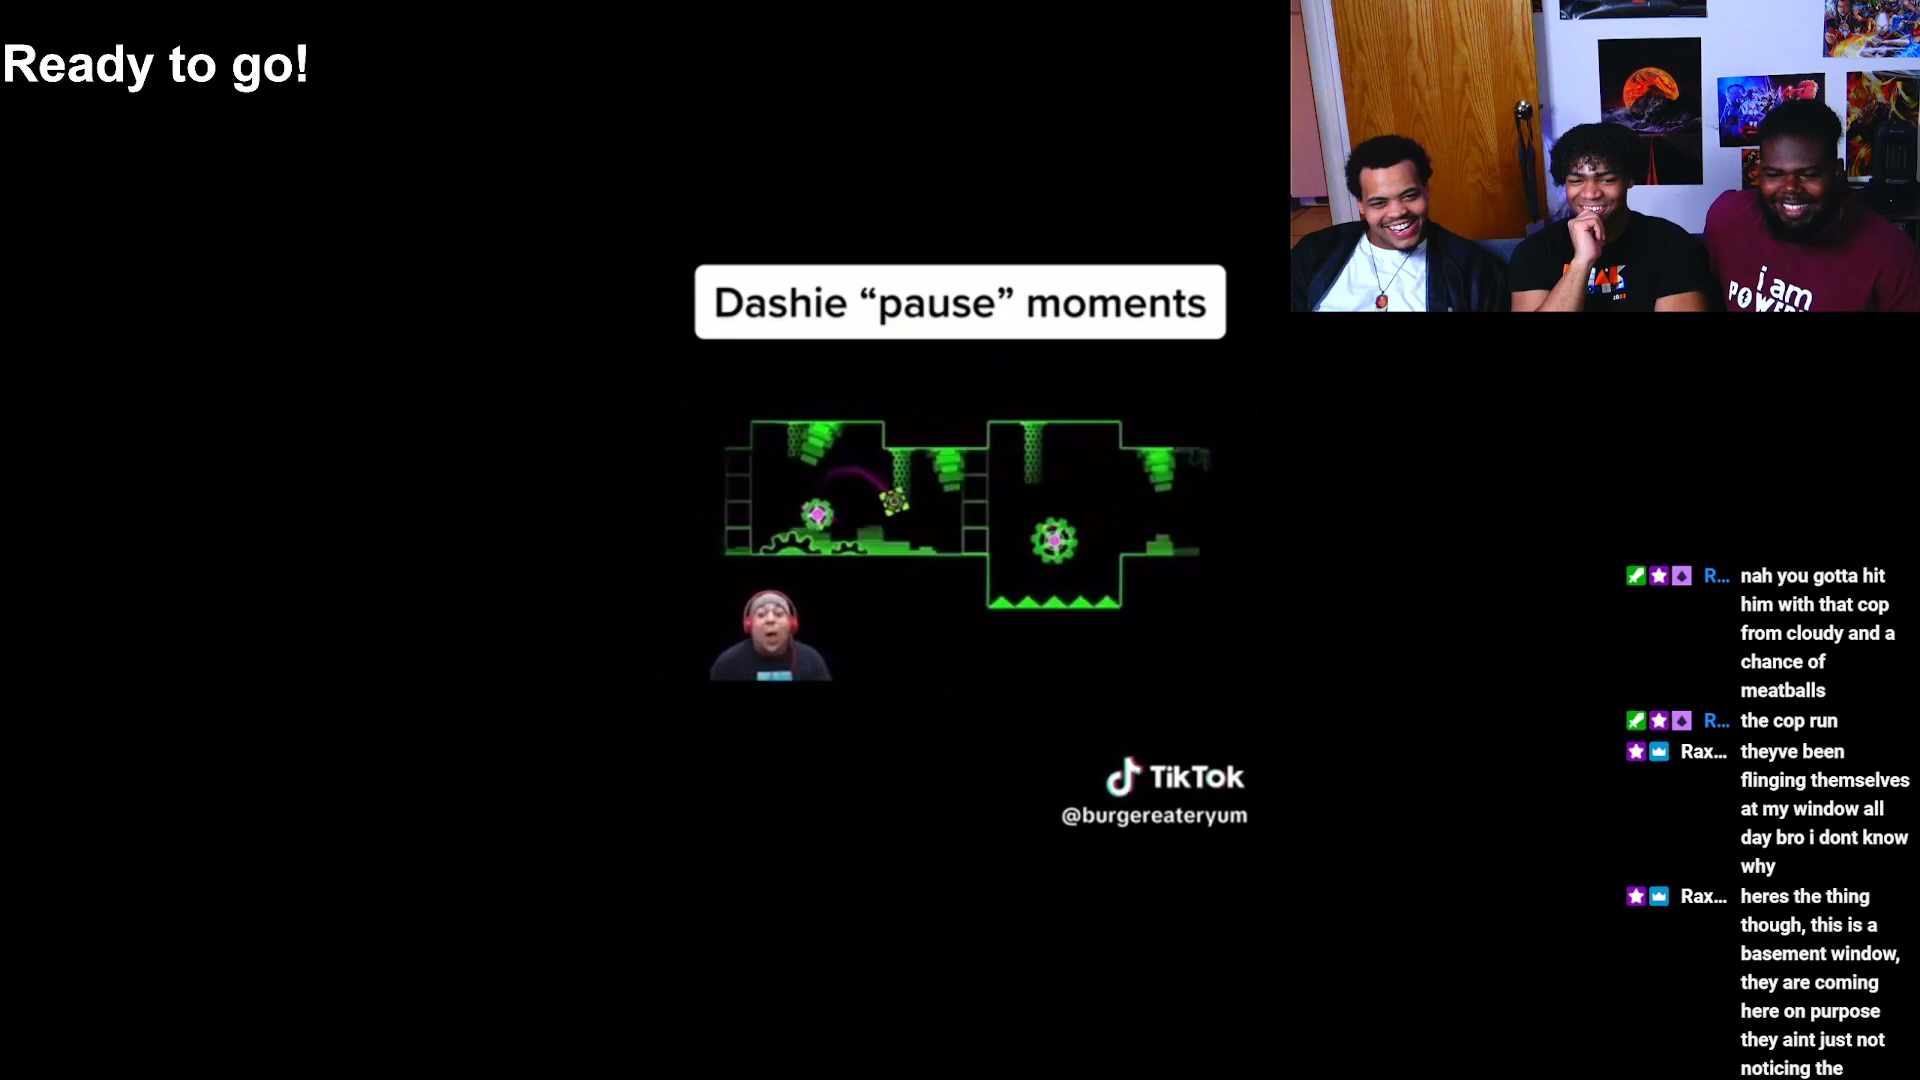 Ready to go!
Dashie “pause” moments
TikTok
@burgereateryum
i am
R... nah you gotta hit
him with that cop
from cloudy and a
chance of
meatballs
R... the cop run
Rax... theyve been
flinging themselves
at my window all
day bro i dont know
why
Rax... heres the thing
though, this is a
basement window,
they are coming
here on purpose
they aint just not
noticing the